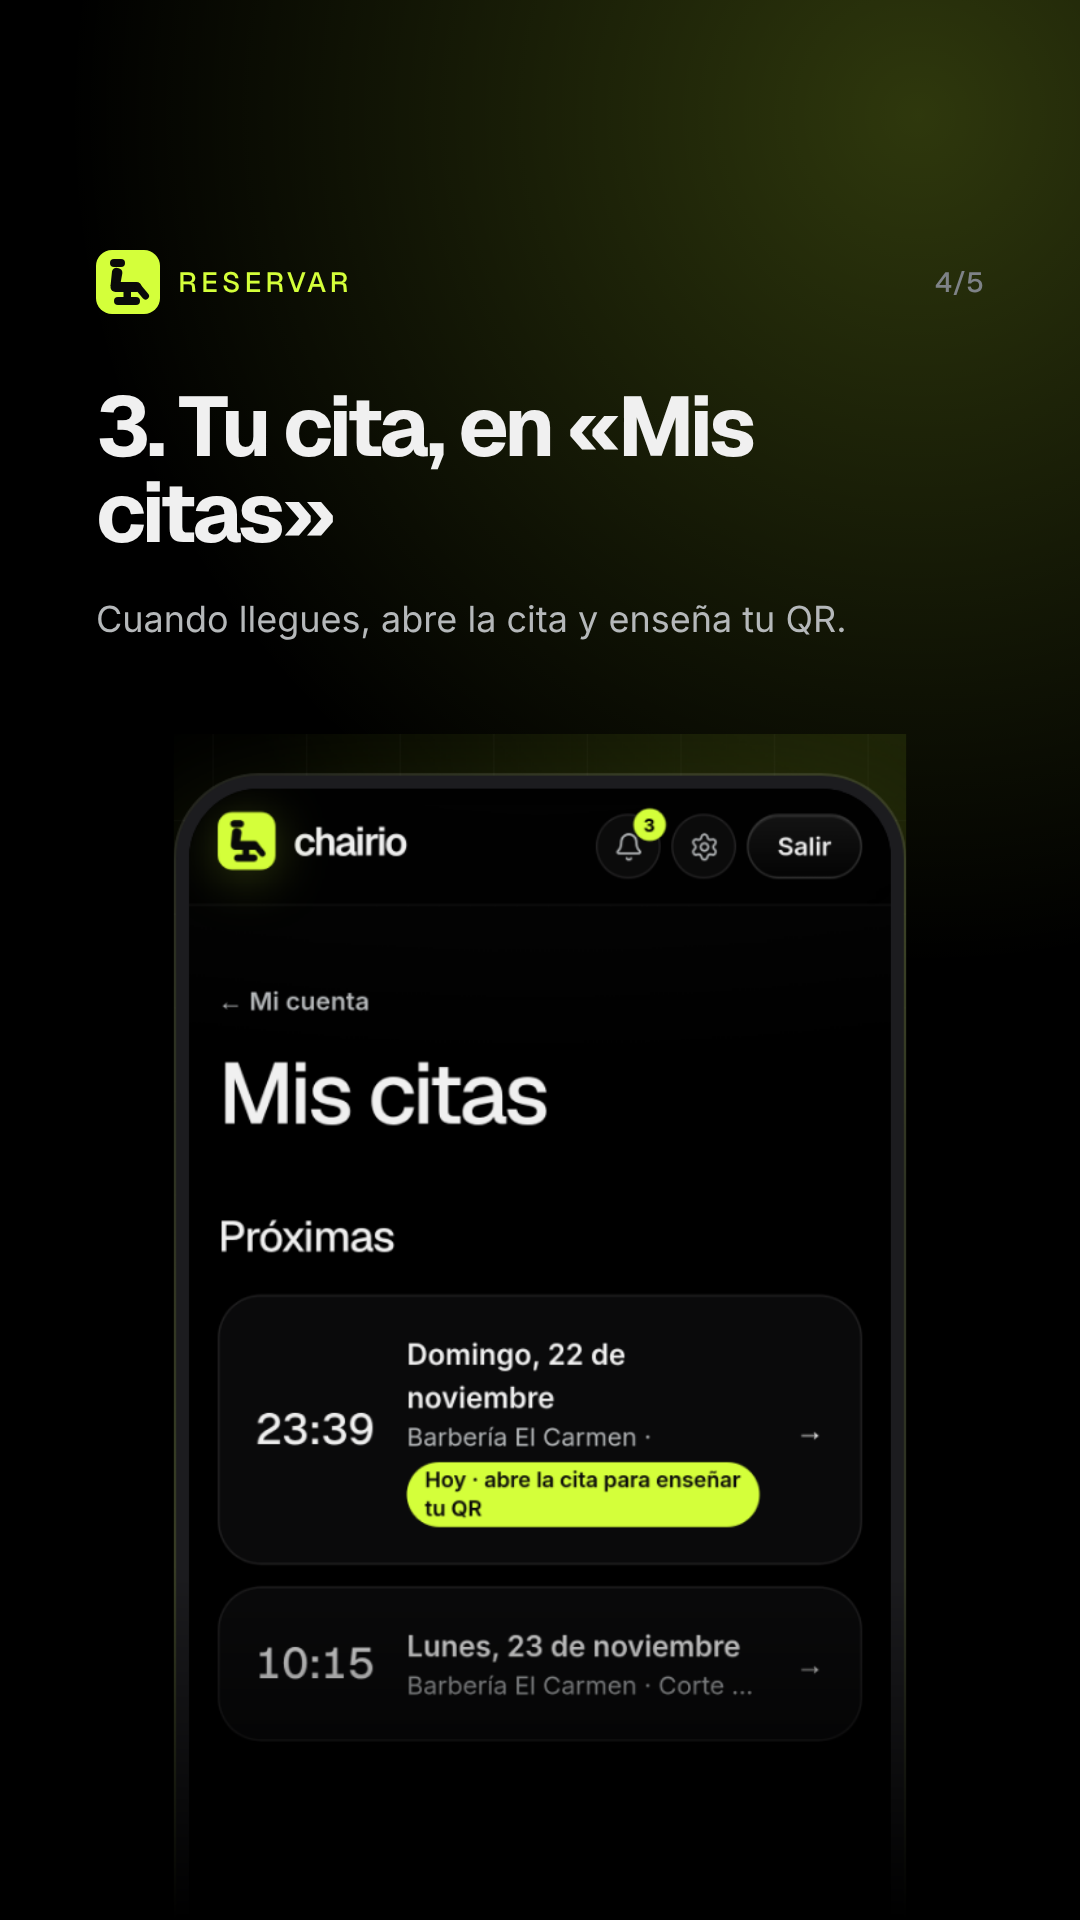 RESERVAR
4/5
3. Tu cita, en «Mis
citas»
Cuando llegues, abre la cita y enseña tu QR.
chairio
3
Salir
← Mi cuenta
Mis citas
Próximas
23:39
Domingo, 22 de
noviembre
Barbería El Carmen ·
Hoy · abre la cita para enseñar
tu QR
→
10:15
Lunes, 23 de noviembre
Barbería El Carmen · Corte ...
→